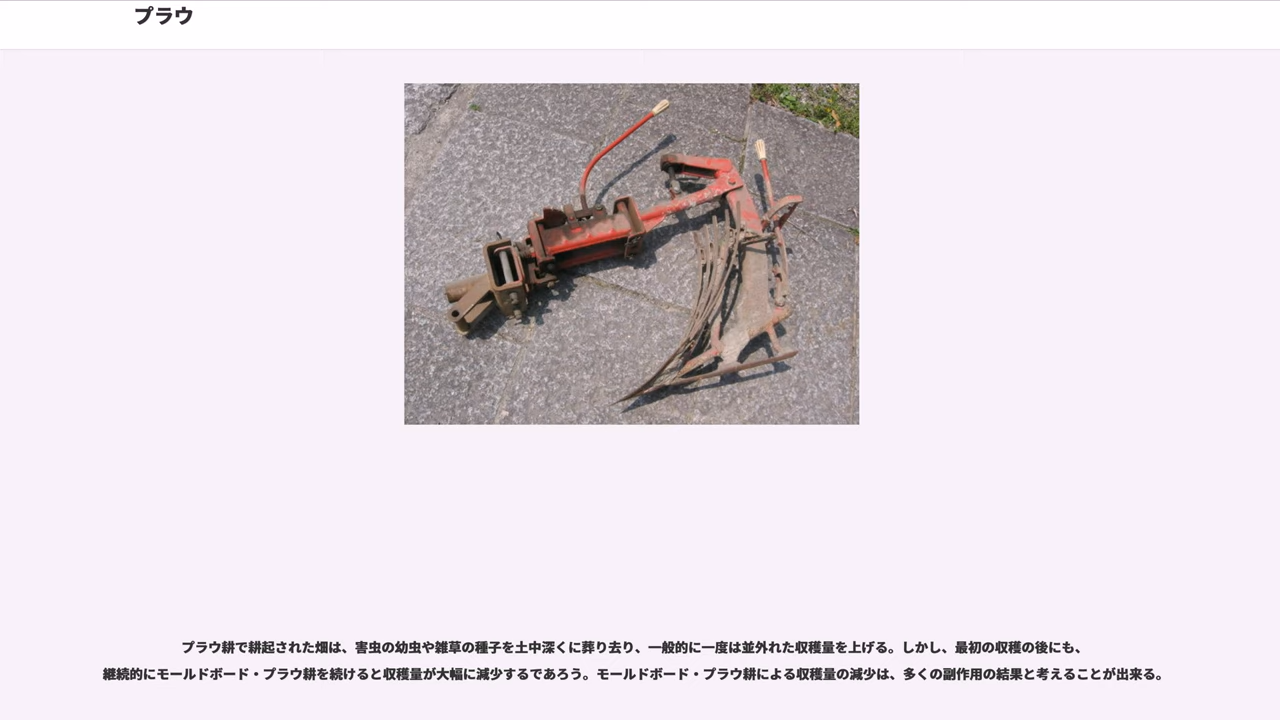 プラウ
プラウ耕で耕起された畑は、害虫の幼虫や雑草の種子を土中深くに葬り去り、一般的に一度は並外れた収穫量を上げる。しかし、最初の収穫の後にも、
継続的にモールドボード・プラウ耕を続けると収穫量が大幅に減少するであろう。モールドボード・プラウ耕による収穫量の減少は、多くの副作用の結果と考えることが出来る。